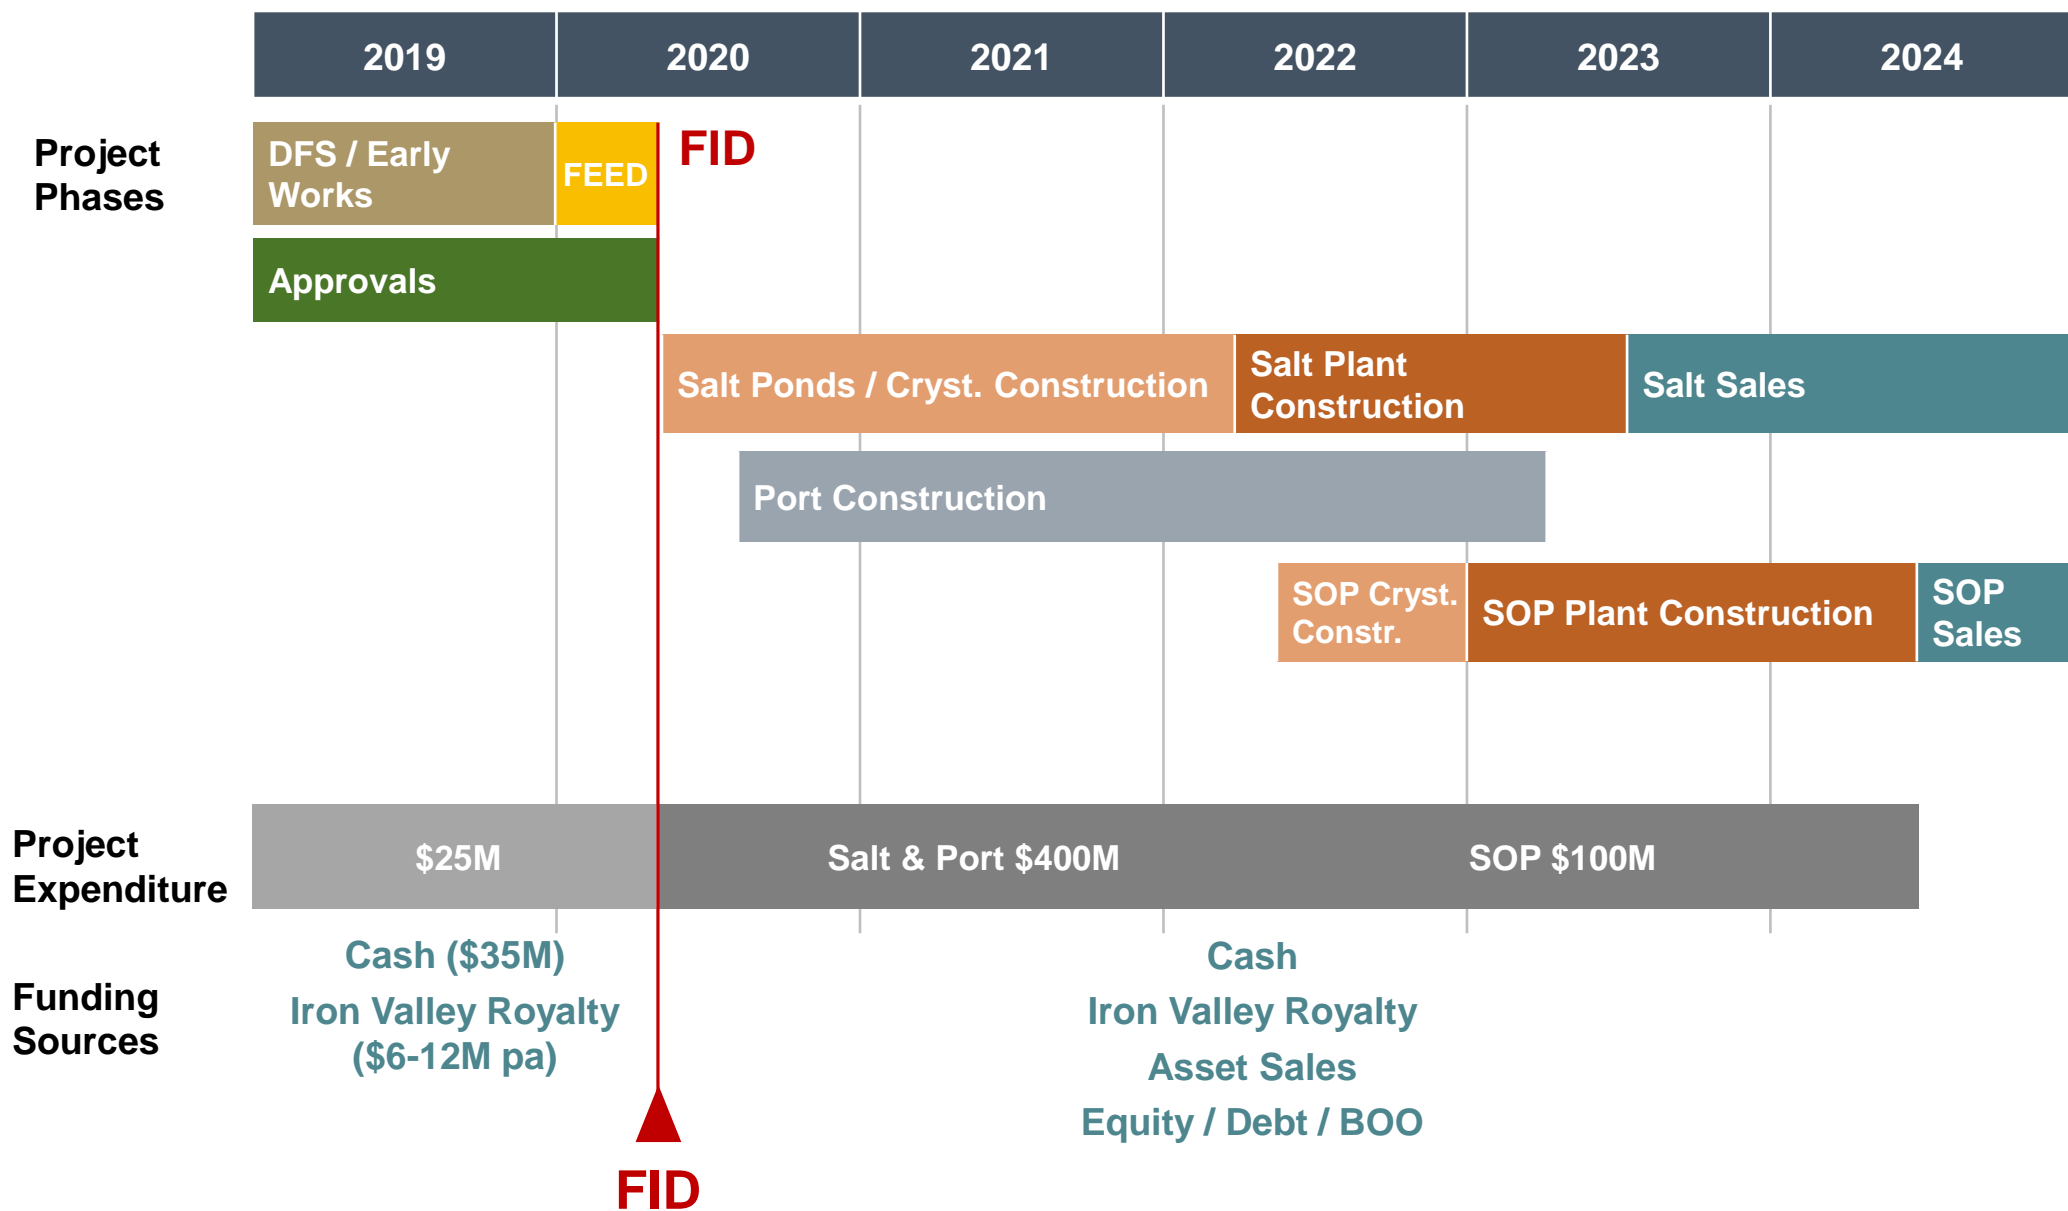 2019 2020 2021 2022 2023 2024
Project
Phases
DFS / Early
Works
FEED
FID
Approvals
Salt Ponds / Cryst. Construction
Salt Plant
Construction
Salt Sales
Port Construction
SOP Cryst.
Constr.
SOP Plant Construction
SOP
Sales
Project
Expenditure
$25M
Salt & Port $400M
SOP $100M
Funding
Sources
Cash ($35M)
Iron Valley Royalty
($6-12M pa)
Cash
Iron Valley Royalty
Asset Sales
Equity / Debt / BOO
FID